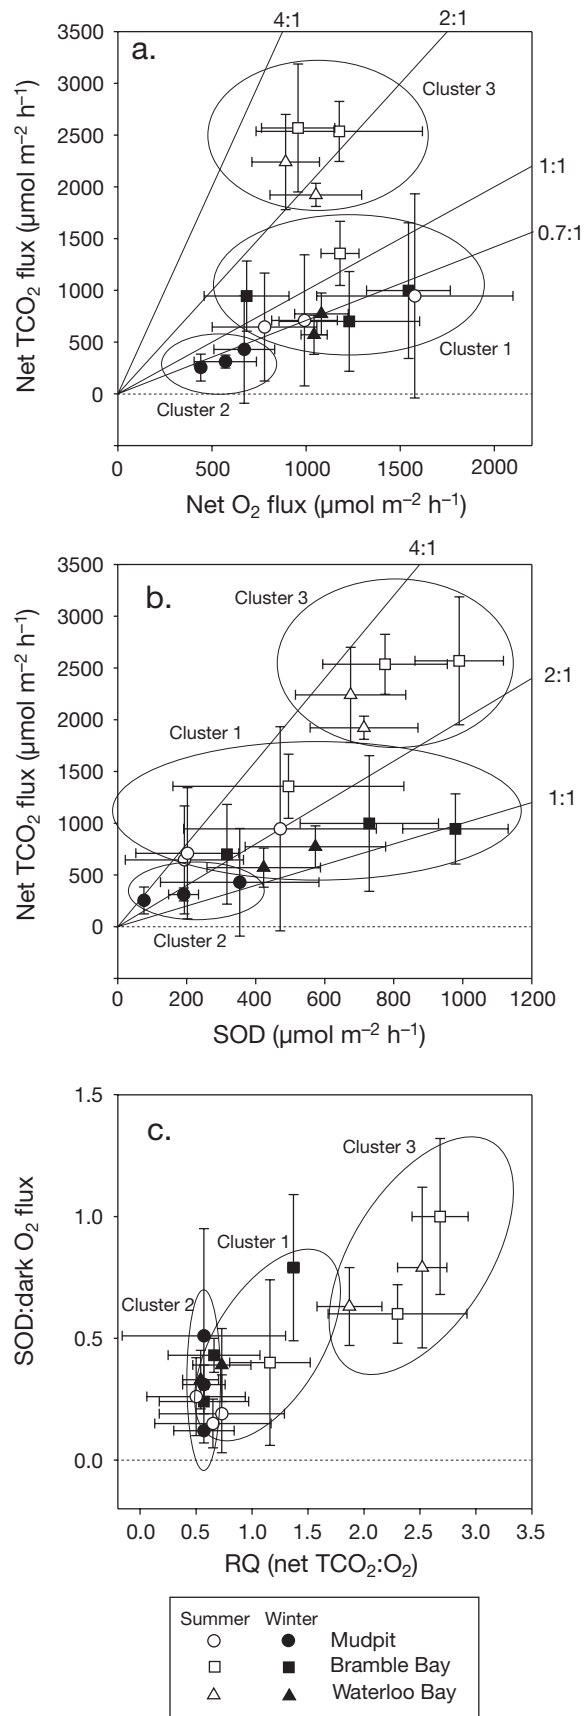 4:1
2:1
3500
a.
3000
Cluster 3
2500
2000
1:1
1500
0.7:1
1000
Cluster 1
500
Cluster 2
0
Net TCO₂ flux (µmol m⁻² h⁻¹)
0 500 1000 1500 2000
Net O₂ flux (µmol m⁻² h⁻¹)
4:1
3500
b.
Cluster 3
3000
2500
2:1
2000
Cluster 1
1500
1:1
1000
500
Cluster 2
0
Net TCO₂ flux (µmol m⁻² h⁻¹)
0 200 400 600 800 1000 1200
SOD (µmol m⁻² h⁻¹)
1.5
c.
Cluster 3
1.0
Cluster 1
Cluster 2
0.5
0.0
SOD:dark O₂ flux
0.0 0.5 1.0 1.5 2.0 2.5 3.0 3.5
RQ (net TCO₂:O₂)
Summer Winter
Mudpit
Bramble Bay
Waterloo Bay